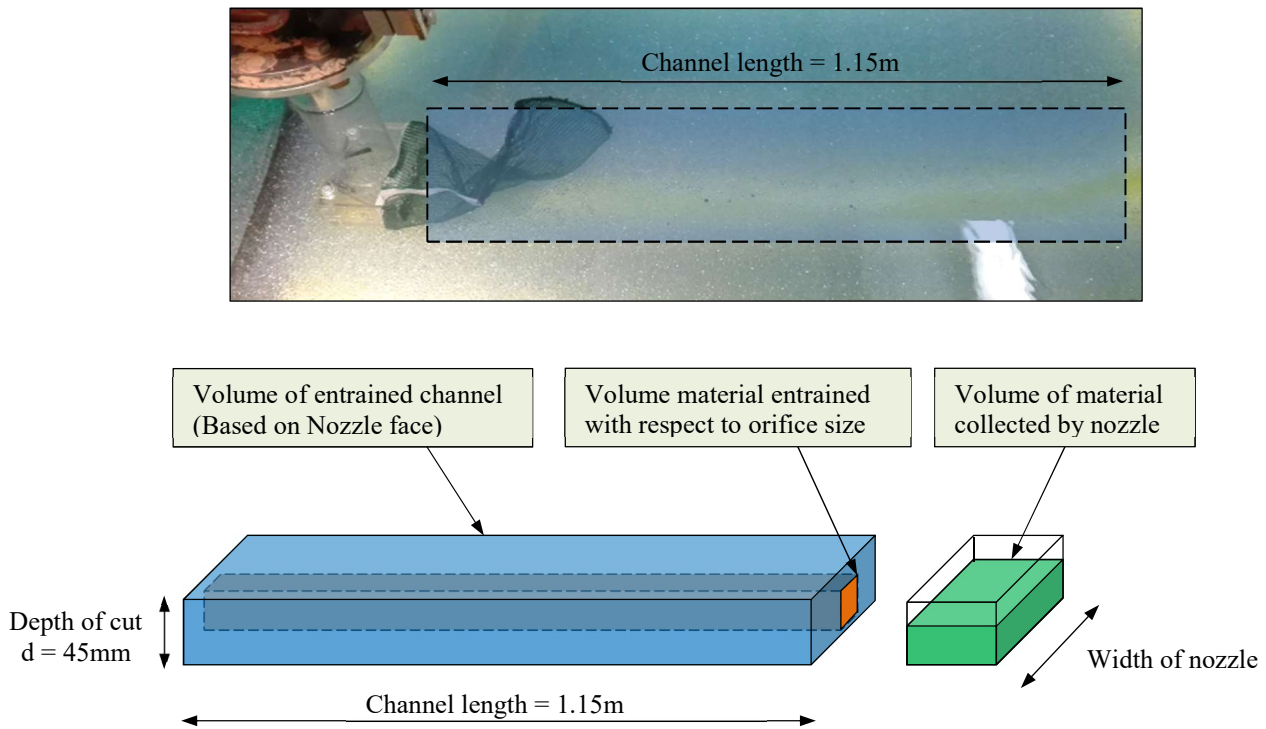 Channel length = 1.15m
Volume of entrained channel
(Based on Nozzle face)
Volume material entrained
with respect to orifice size
Volume of material
collected by nozzle
Depth of cut
d = 45mm
Width of nozzle
Channel length = 1.15m